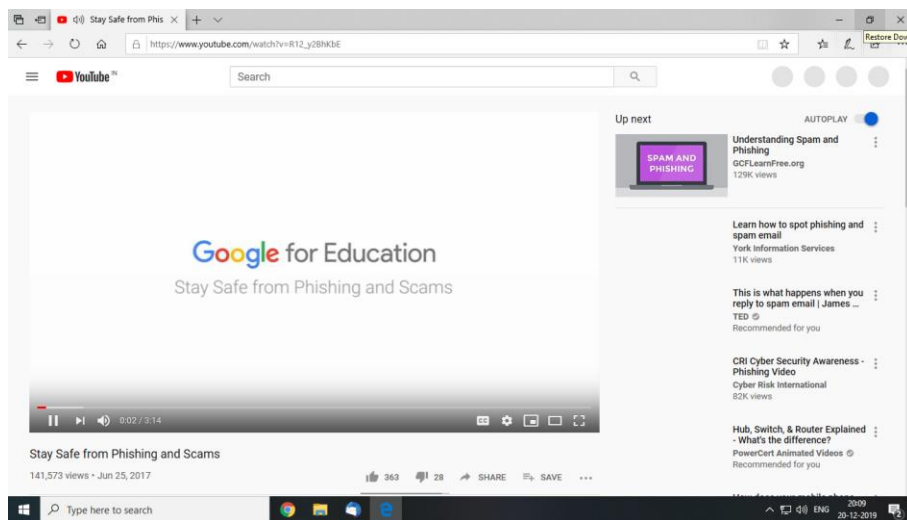 Stay Safe from Phis
https://www.youtube.com/watch?v=R12_y2BhKbE
Restore Dow
YouTube IN
Search
Google for Education
Stay Safe from Phishing and Scams
0:02 / 3:14
Stay Safe from Phishing and Scams
141,573 views • Jun 25, 2017
363
28
SHARE
SAVE
Up next
AUTOPLAY
SPAM AND
PHISHING
Understanding Spam and
Phishing
GCFLearnFree.org
129K views
Learn how to spot phishing and
spam email
York Information Services
11K views
This is what happens when you
reply to spam email | James ...
TED
Recommended for you
CRI Cyber Security Awareness -
Phishing Video
Cyber Risk International
82K views
Hub, Switch, & Router Explained
- What's the difference?
PowerCert Animated Videos
Recommended for you
Type here to search
ENG
20:09
20-12-2019
2